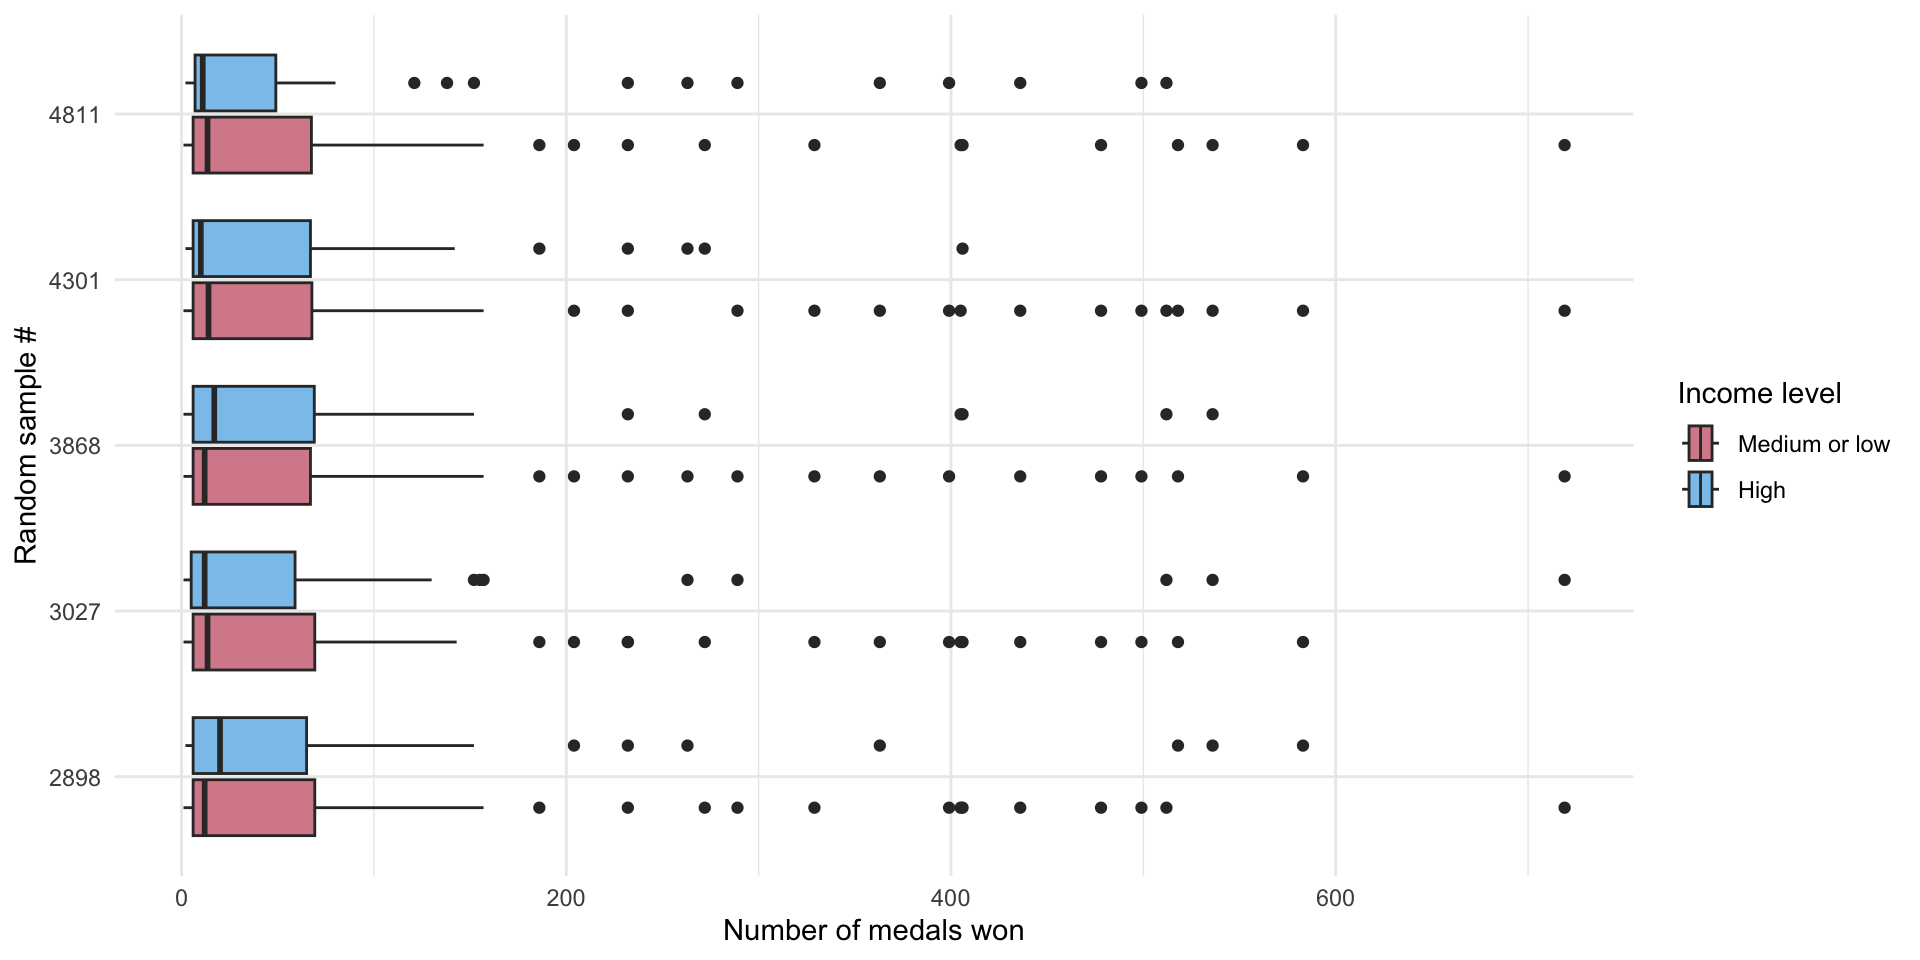 4811
4301
3868
3027
2898
Random sample #
0 200 400 600
Number of medals won
Income level
Medium or low
High